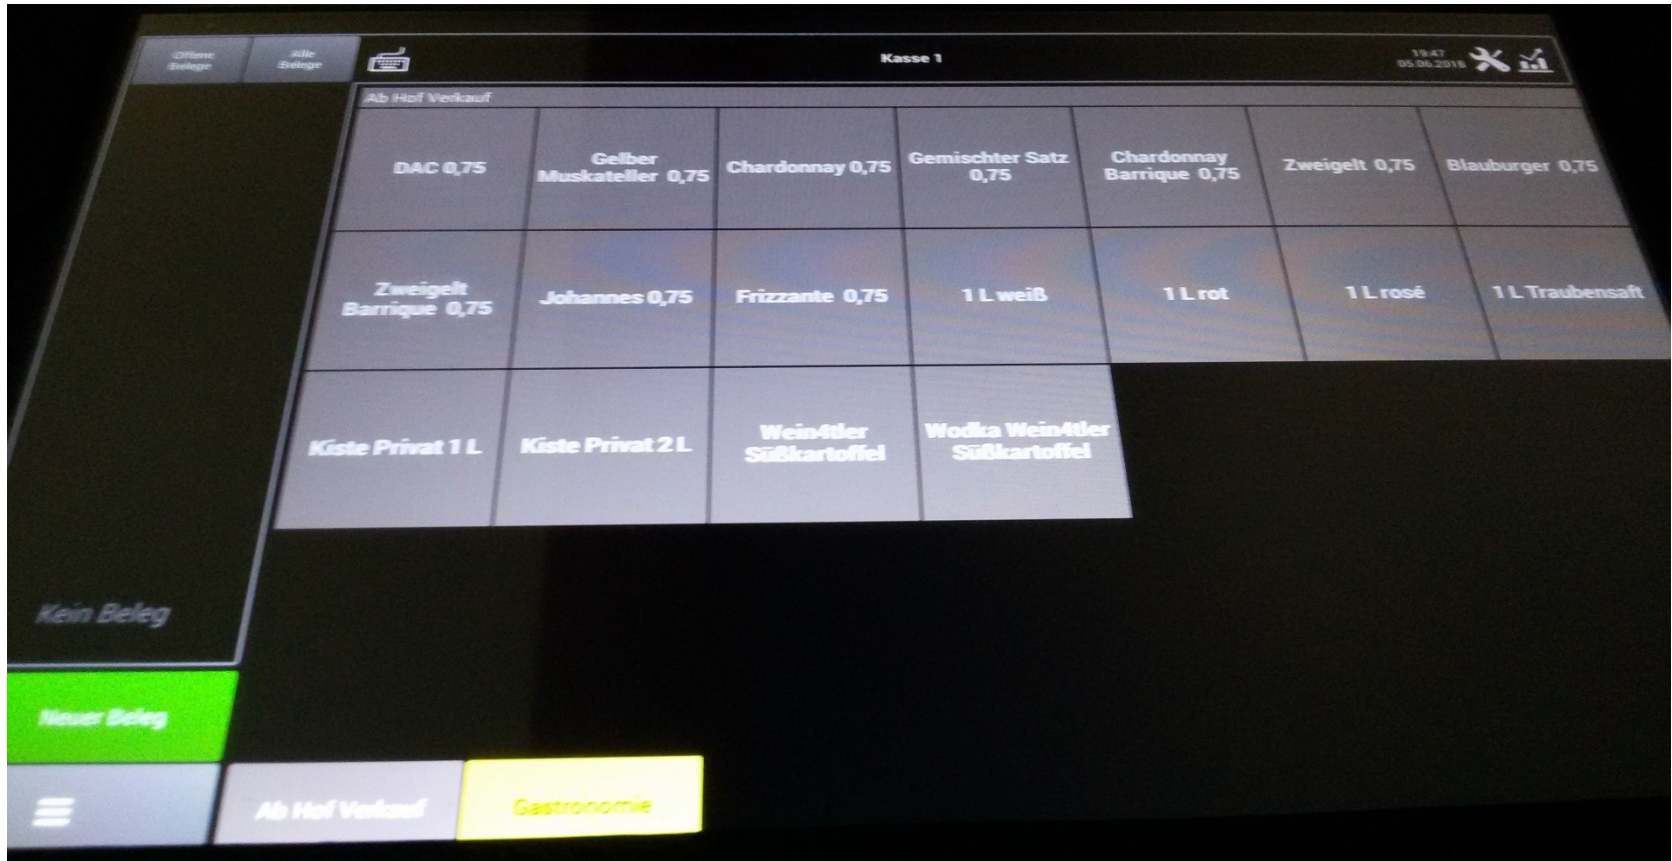 Offene
Belege
Alle
Belege
Kasse 1
19:47
05.06.2018
Ab Hof Verkauf
DAC 0,75
Gelber
Muskateller 0,75
Chardonnay 0,75
Gemischter Satz
0,75
Chardonnay
Barrique 0,75
Zweigelt 0,75
Blauburger 0,75
Zweigelt
Barrique 0,75
Johannes 0,75
Frizzante 0,75
1 L weiß
1 L rot
1 L rosé
1 L Traubensaft
Kiste Privat 1 L
Kiste Privat 2 L
Wein4tler
Süßkartoffel
Wodka Wein4tler
Süßkartoffel
Kein Beleg
Neuer Beleg
Ab Hof Verkauf
Gastronomie